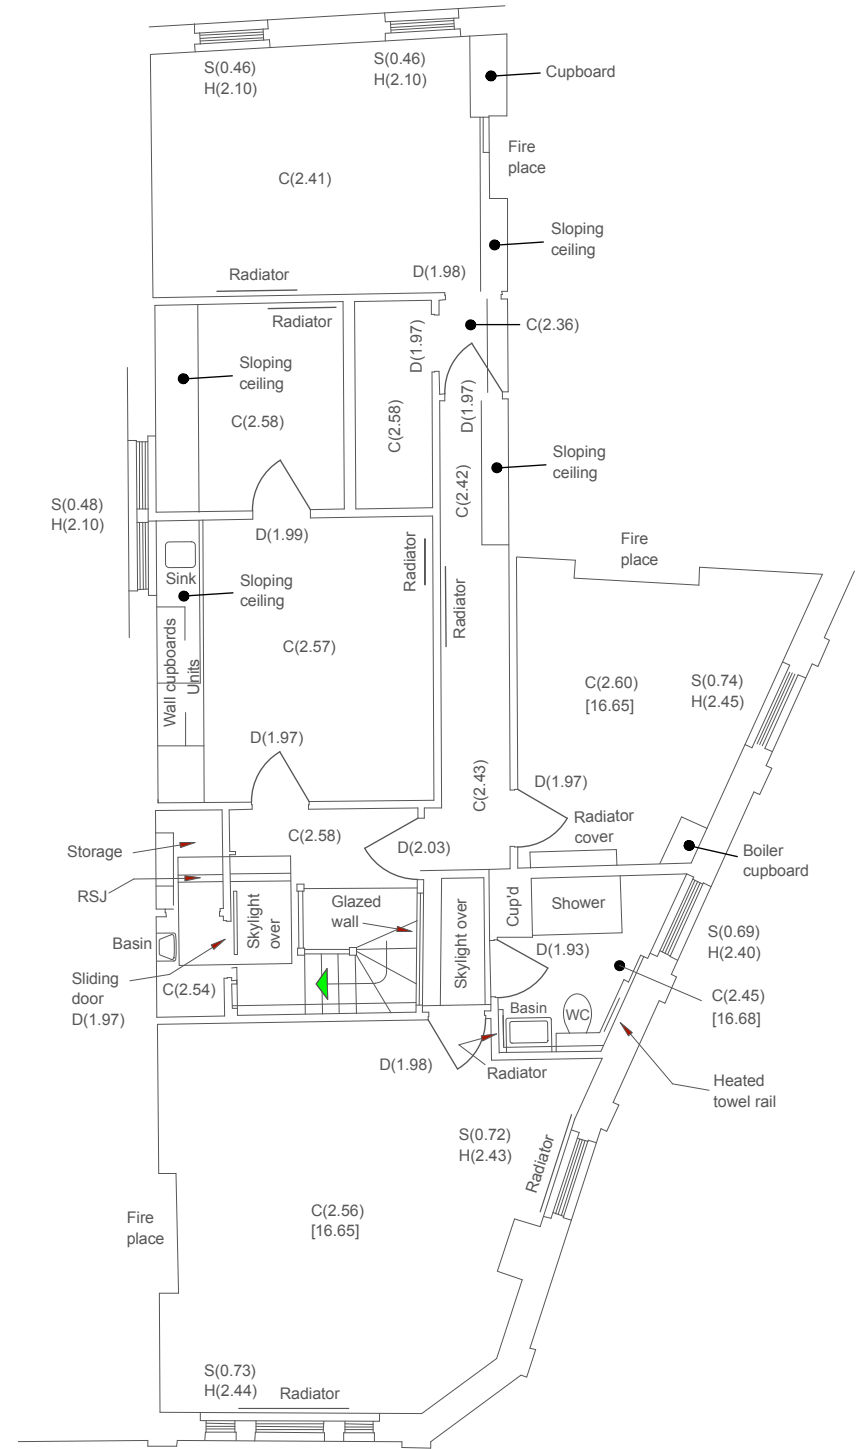 S(0.46)
H(2.10)
S(0.46)
H(2.10)
Cupboard
Fire
place
C(2.41)
Sloping
ceiling
Radiator
D(1.98)
Radiator
D(1.97)
C(2.36)
Sloping
ceiling
C(2.58)
C(2.58)
D(1.97)
Sloping
ceiling
C(2.42)
S(0.48)
H(2.10)
D(1.99)
Radiator
Sink
Sloping
ceiling
Radiator
Fire
place
Wall cupboards
Units
C(2.57)
C(2.60)
[16.65]
S(0.74)
H(2.45)
D(1.97)
C(2.43)
D(1.97)
Radiator
cover
C(2.58)
D(2.03)
Storage
Boiler
cupboard
RSJ
Skylight
over
Glazed
wall
Skylight over
Cup'd
Shower
S(0.69)
H(2.40)
Basin
D(1.93)
Sliding
door
D(1.97)
C(2.54)
C(2.45)
[16.68]
Basin
WC
D(1.98)
Radiator
Heated
towel rail
S(0.72)
H(2.43)
Radiator
Fire
place
C(2.56)
[16.65]
S(0.73)
H(2.44)
Radiator